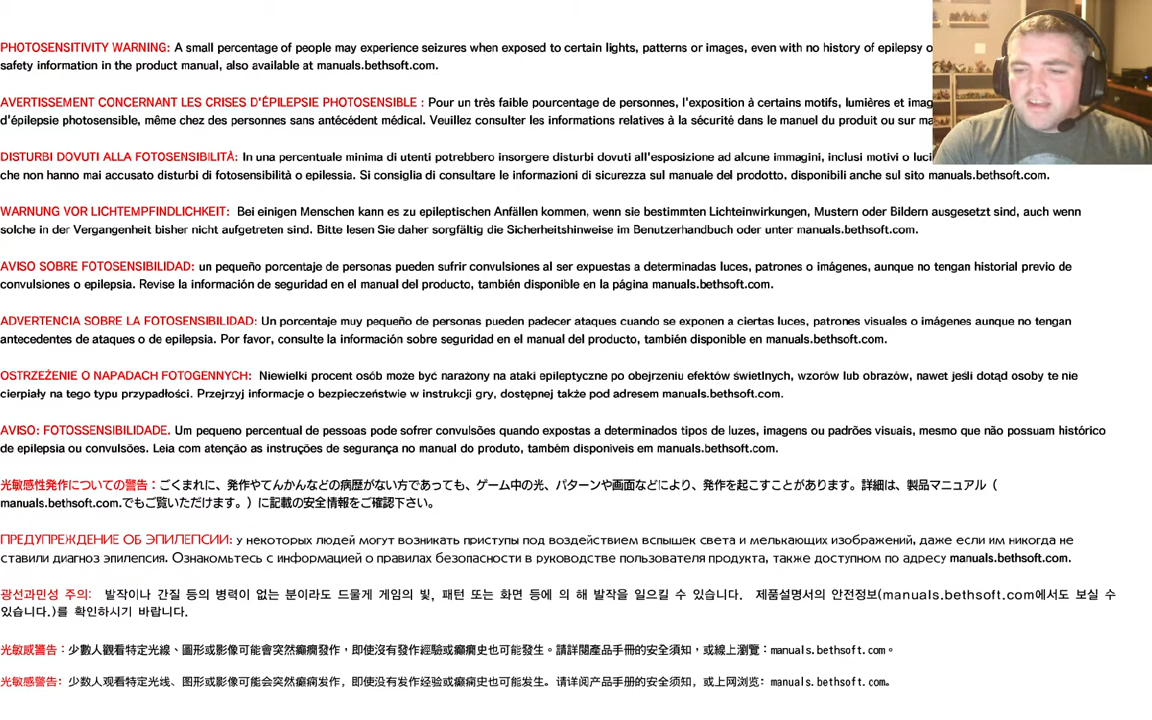 PHOTOSENSITIVITY WARNING: A small percentage of people may experience seizures when exposed to certain lights, patterns or images, even with no history of epilepsy
safety information in the product manual, also available at manuals.bethsoft.com.
AVERTISSEMENT CONCERNANT LES CRISES D'ÉPILEPSIE PHOTOSENSIBLE : Pour un très faible pourcentage de personnes, l'exposition à certains motifs, lumières et
d'épilepsie photosensible, même chez des personnes sans antécédent médical. Veuillez consulter les informations relatives à la sécurité dans le manuel du produit ou sur
DISTURBI DOVUTI ALLA FOTOSENSIBILITÀ: In una percentuale minima di utenti potrebbero insorgere disturbi dovuti all'esposizione ad alcune immagini, inclusi motivi o
che non hanno mai accusato disturbi di fotosensibilità o epilessia. Si consiglia di consultare le informazioni di sicurezza sul manuale del prodotto, disponibili anche sul sito manuals.bethsoft.com.
WARNUNG VOR LICHTEMPFINDLICHKEIT: Bei einigen Menschen kann es zu epileptischen Anfällen kommen, wenn sie bestimmten Lichteinwirkungen, Mustern oder Bildern ausgesetzt sind, auch wenn
solche in der Vergangenheit bisher nicht aufgetreten sind. Bitte lesen Sie daher sorgfältig die Sicherheitshinweise im Benutzerhandbuch oder unter manuals.bethsoft.com.
AVISO SOBRE FOTOSENSIBILIDAD: un pequeño porcentaje de personas pueden sufrir convulsiones al ser expuestas a determinadas luces, patrones o imágenes, aunque no tengan historial previo de
convulsiones o epilepsia. Revise la información de seguridad en el manual del producto, también disponible en la página manuals.bethsoft.com.
ADVERTENCIA SOBRE LA FOTOSENSIBILIDAD: Un porcentaje muy pequeño de personas pueden padecer ataques cuando se exponen a ciertas luces, patrones visuales o imágenes aunque no tengan
antecedentes de ataques o de epilepsia. Por favor, consulte la información sobre seguridad en el manual del producto, también disponible en manuals.bethsoft.com.
OSTRZEŻENIE O NAPADACH FOTOGENNYCH: Niewielki procent osób może być narażony na ataki epileptyczne po obejrzeniu efektów świetlnych, wzorów lub obrazów, nawet jeśli dotąd osoby te nie
cierpiały na tego typu przypadłości. Przejrzyj informacje o bezpieczeństwie w instrukcji gry, dostępnej także pod adresem manuals.bethsoft.com.
AVISO: FOTOSSENSIBILIDADE. Um pequeno percentual de pessoas pode sofrer convulsões quando expostas a determinados tipos de luzes, imagens ou padrões visuais, mesmo que não possuam histórico
de epilepsia ou convulsões. Leia com atenção as instruções de segurança no manual do produto, também disponíveis em manuals.bethsoft.com.
光敏感性発作についての警告：ごくまれに、発作やてんかんなどの病歴がない方であっても、ゲーム中の光、パターンや画面などにより、発作を起こすことがあります。詳細は、製品マニュアル（
manuals.bethsoft.com.でもご覧いただけます。）に記載の安全情報をご確認下さい。
ПРЕДУПРЕЖДЕНИЕ ОБ ЭПИЛЕПСИИ: у некоторых людей могут возникать приступы под воздействием вспышек света и мелькающих изображений, даже если им никогда не
ставили диагноз эпилепсия. Ознакомьтесь с информацией о правилах безопасности в руководстве пользователя продукта, также доступном по адресу manuals.bethsoft.com.
광선과민성 주의: 발작이나 간질 등의 병력이 없는 분이라도 드물게 게임의 빛, 패턴 또는 화면 등에 의 해 발작을 일으킬 수 있습니다. 제품설명서의 안전정보(manuals.bethsoft.com에서도 보실 수
있습니다.)를 확인하시기 바랍니다.
光敏感警告：少數人觀看特定光線、圖形或影像可能會突然癲癇發作，即使沒有發作經驗或癲癇史也可能發生。請詳閱產品手冊的安全須知，或線上瀏覽：manuals.bethsoft.com。
光敏感警告：少数人观看特定光线、图形或影像可能会突然癫痫发作，即使没有发作经验或癫痫史也可能发生。请详阅产品手册的安全须知，或上网浏览：manuals.bethsoft.com。